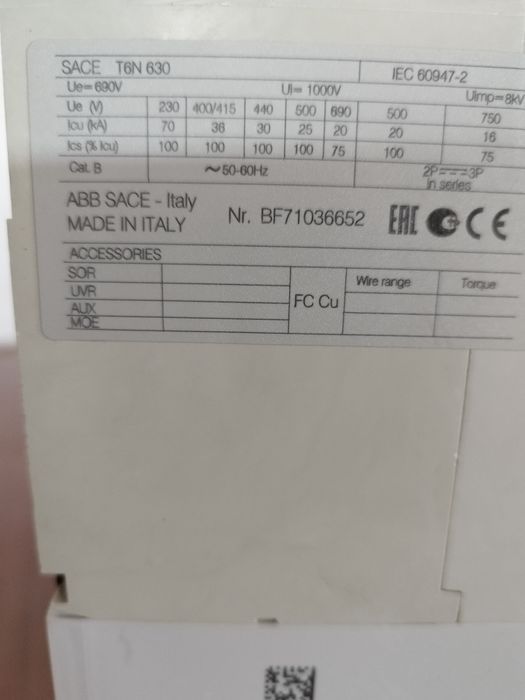 SACE T6N 630 IEC 60947-2
Ue=690V Ui=1000V Uimp=8kV
Ue (V) 230 400/415 440 500 690 500 750
Icu (kA) 70 36 30 25 20 20 16
Ics (% Icu) 100 100 100 100 75 100 75
Cat. B ~50-60Hz 2P===3P
in series
ABB SACE - Italy
MADE IN ITALY Nr. BF71036652 EAC CE
ACCESSORIES
SOR Wire range Torque
UVR FC Cu
AUX
MOE